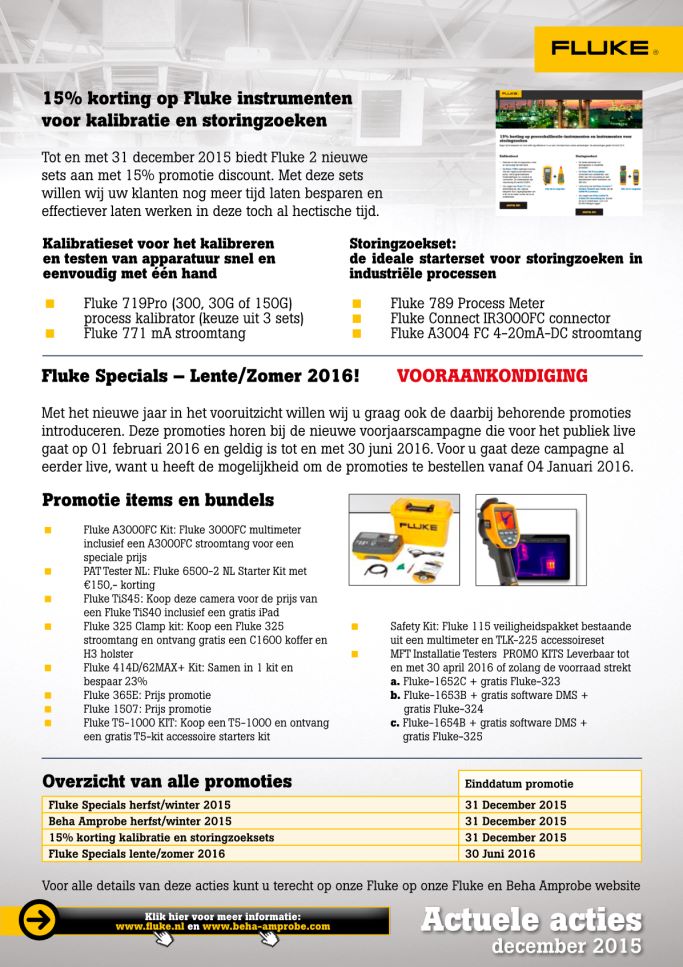 FLUKE ®
15% korting op Fluke instrumenten
voor kalibratie en storingzoeken
Tot en met 31 december 2015 biedt Fluke 2 nieuwe
sets aan met 15% promotie discount. Met deze sets
willen wij uw klanten nog meer tijd laten besparen en
effectiever laten werken in deze toch al hectische tijd.
FLUKE
15% korting op proceskalibratie-instrumenten en instrumenten voor
storingzoeken
Kalibratieset voor het kalibreren
en testen van apparatuur snel en
eenvoudig met één hand
Fluke 719Pro (300, 30G of 150G)
process kalibrator (keuze uit 3 sets)
Fluke 771 mA stroomtang
Storingzoekset:
de ideale starterset voor storingzoeken in
industriële processen
Fluke 789 Process Meter
Fluke Connect IR3000FC connector
Fluke A3004 FC 4-20mA-DC stroomtang
Fluke Specials – Lente/Zomer 2016! VOORAANKONDIGING
Met het nieuwe jaar in het vooruitzicht willen wij u graag ook de daarbij behorende promoties
introduceren. Deze promoties horen bij de nieuwe voorjaarscampagne die voor het publiek live
gaat op 01 februari 2016 en geldig is tot en met 30 juni 2016. Voor u gaat deze campagne al
eerder live, want u heeft de mogelijkheid om de promoties te bestellen vanaf 04 Januari 2016.
Promotie items en bundels
Fluke A3000FC Kit: Fluke 3000FC multimeter
inclusief een A3000FC stroomtang voor een
speciale prijs
PAT Tester NL: Fluke 6500-2 NL Starter Kit met
€150,- korting
Fluke TiS45: Koop deze camera voor de prijs van
een Fluke TiS40 inclusief een gratis iPad
Fluke 325 Clamp kit: Koop een Fluke 325
stroomtang en ontvang gratis een C1600 koffer en
H3 holster
Fluke 414D/62MAX+ Kit: Samen in 1 kit en
bespaar 23%
Fluke 365E: Prijs promotie
Fluke 1507: Prijs promotie
Fluke T5-1000 KIT: Koop een T5-1000 en ontvang
een gratis T5-kit accessoire starters kit
FLUKE
Safety Kit: Fluke 115 veiligheidspakket bestaande
uit een multimeter en TLK-225 accessoireset
MFT Installatie Testers PROMO KITS Leverbaar tot
en met 30 april 2016 of zolang de voorraad strekt
a. Fluke-1652C + gratis Fluke-323
b. Fluke-1653B + gratis software DMS +
gratis Fluke-324
c. Fluke-1654B + gratis software DMS +
gratis Fluke-325
Overzicht van alle promoties Einddatum promotie
Fluke Specials herfst/winter 2015 31 December 2015
Beha Amprobe herfst/winter 2015 31 December 2015
15% korting kalibratie en storingzoeksets 31 December 2015
Fluke Specials lente/zomer 2016 30 Juni 2016
Voor alle details van deze acties kunt u terecht op onze Fluke op onze Fluke en Beha Amprobe website
Klik hier voor meer informatie:
www.fluke.nl en www.beha-amprobe.com
Actuele acties
december 2015